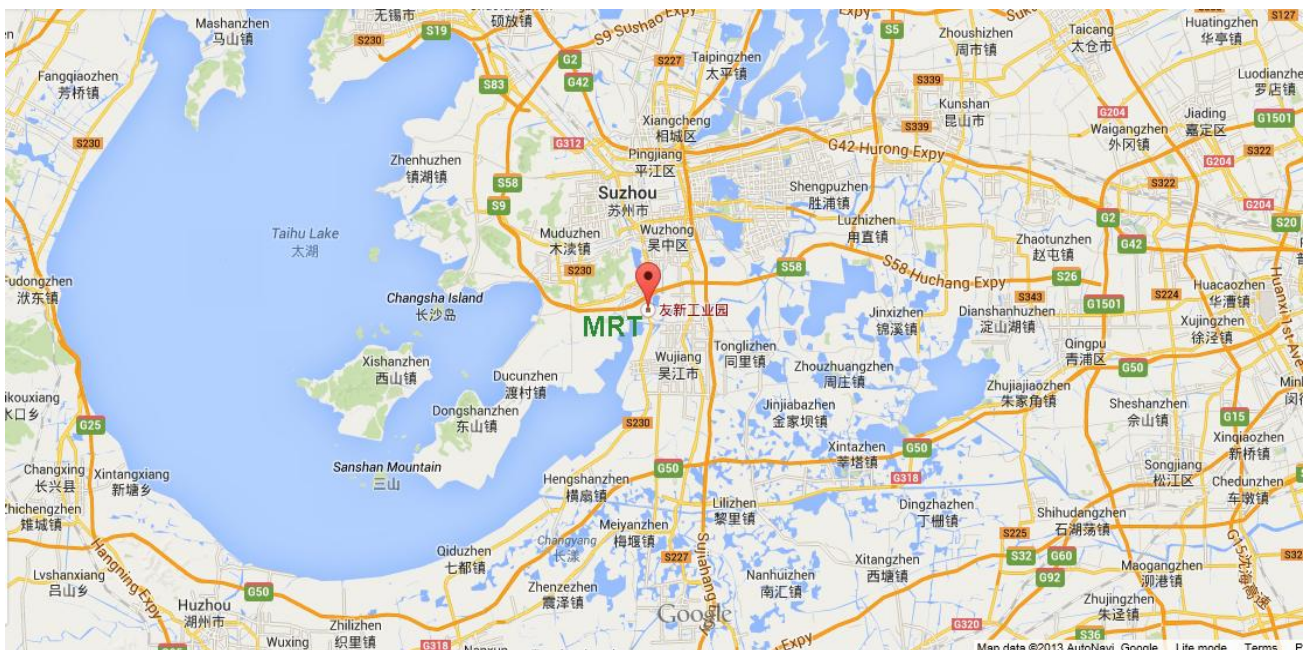 Mashanzhen
马山镇
无锡市
S19
硕放镇
S9 Sushao Expy
G2
S227
Taipingzhen
太平镇
Expy
S5
Zhoushizhen
周市镇
Taicang
太仓市
S127
Huatingzhen
华亭镇
S230
Fangqiaozhen
芳桥镇
S83
G42
S339
Kunshan
昆山市
G204
Luodianzhen
罗店镇
Jiading
嘉定区
G1501
Xiangcheng
相城区
S339
Waigangzhen
外冈镇
S230
G312
Pingjiang
平江区
G42 Hurong Expy
G204
S322
Zhenhuzhen
镇湖镇
S58
Suzhou
苏州市
Shengpuzhen
胜浦镇
S322
S9
G204
Taihu Lake
太湖
Muduzhen
木渎镇
Wuzhong
吴中区
Luzhizhen
甪直镇
G2
S20
G42
Zhaotunzhen
赵屯镇
S230
S58
S58 Huchang Expy
S26
Fudongzhen
洑东镇
Changsha Island
长沙岛
S343
G1501
S224
Huacaozhen
华漕镇
MRT
友新工业园
Jinxizhen
锦溪镇
Dianshanhuzhen
淀山湖镇
Xujingzhen
徐泾镇
Xishanzhen
西山镇
Wujiang
吴江市
Tonglizhen
同里镇
Qingpu
青浦区
G50
Ducunzhen
渡村镇
Zhouzhuangzhen
周庄镇
Zhujiajiaozhen
朱家角镇
Dongshanzhen
东山镇
Jinjiabazhen
金家坝镇
Sheshanzhen
佘山镇
G15
G25
S230
Xinqiaozhen
新桥镇
Xintazhen
莘塔镇
G50
Changxing
长兴县
Xintangxiang
新塘乡
Sanshan Mountain
三山
G50
G318
Songjiang
松江区
Hengshanzhen
横扇镇
Chedunzhen
车墩镇
Lilizhen
黎里镇
Dingzhazhen
丁栅镇
Shihudangzhen
石湖荡镇
Meiyanzhen
梅堰镇
S225
Changyang
长漾
Qiduzhen
七都镇
S227
Xitangzhen
西塘镇
S32
G60
Hangning Expy
Sujiahang Expy
G15沈海高速
G92
Maogangzhen
泖港镇
Lvshanxiang
吕山乡
G50
Zhenzezhen
震泽镇
Nanhuizhen
南汇镇
Huzhou
湖州市
Zhujingzhen
朱泾镇
Google
Zhilizhen
织里镇
G320
Wuxing
G318
Expy
S36
Map data ©2013 AutoNavi, Google
Lite mode
Terms